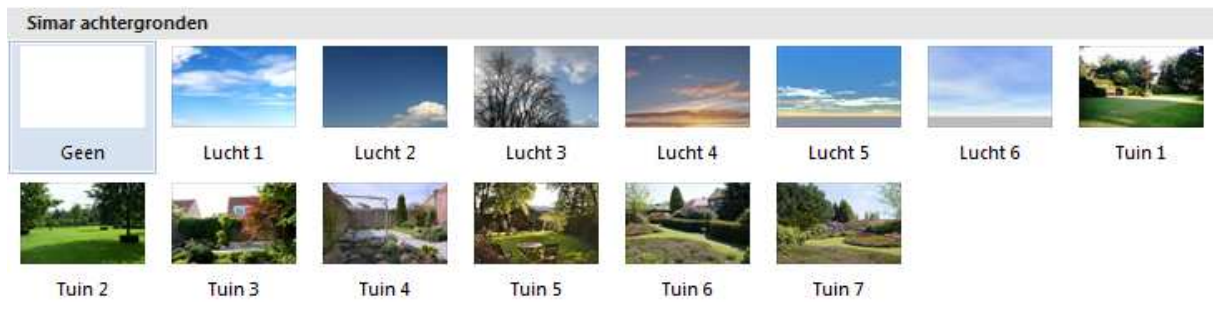 Simar achtergronden
Geen Lucht 1 Lucht 2 Lucht 3 Lucht 4 Lucht 5 Lucht 6 Tuin 1
Tuin 2 Tuin 3 Tuin 4 Tuin 5 Tuin 6 Tuin 7